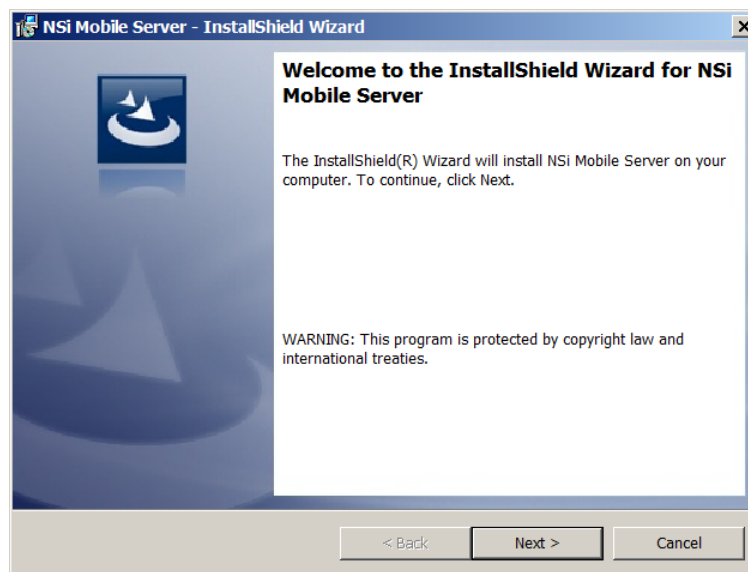 NSi Mobile Server - InstallShield Wizard
Welcome to the InstallShield Wizard for NSi
Mobile Server
The InstallShield(R) Wizard will install NSi Mobile Server on your
computer. To continue, click Next.
WARNING: This program is protected by copyright law and
international treaties.
< Back
Next >
Cancel